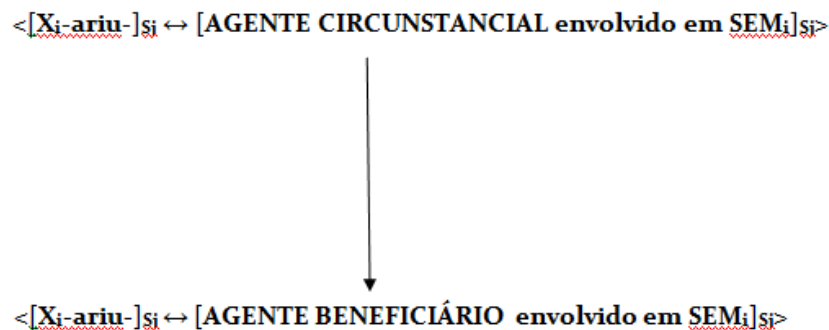 <[Xi-ariu-]Sj ↔ [AGENTE CIRCUNSTANCIAL envolvido em SEMi]Sj>
<[Xi-ariu-]Sj ↔ [AGENTE BENEFICIÁRIO envolvido em SEMi]Sj>